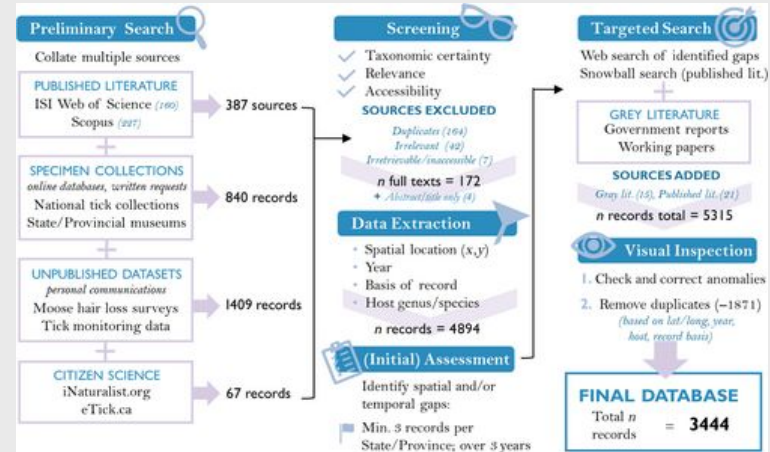 Preliminary Search
Collate multiple sources
PUBLISHED LITERATURE
ISI Web of Science (160)
Scopus (227)
387 sources
SPECIMEN COLLECTIONS
online databases, written requests
National tick collections
State/Provincial museums
840 records
UNPUBLISHED DATASETS
personal communications
Moose hair loss surveys
Tick monitoring data
1409 records
CITIZEN SCIENCE
iNaturalist.org
eTick.ca
67 records
Screening
Taxonomic certainty
Relevance
Accessibility
SOURCES EXCLUDED
Duplicates (164)
Irrelevant (42)
Irretrievable/inaccessible (7)
n full texts = 172
+ Abstract/title only (4)
Data Extraction
Spatial location (x,y)
Year
Basis of record
Host genus/species
n records = 4894
(Initial) Assessment
Identify spatial and/or
temporal gaps:
Min. 3 records per
State/Province; over 3 years
Targeted Search
Web search of identified gaps
Snowball search (published lit.)
GREY LITERATURE
Government reports
Working papers
SOURCES ADDED
Gray lit. (15), Published lit. (21)
n records total = 5315
Visual Inspection
1. Check and correct anomalies
2. Remove duplicates (−1871)
(based on lat/long, year,
host, record basis)
FINAL DATABASE
Total n
records = 3444